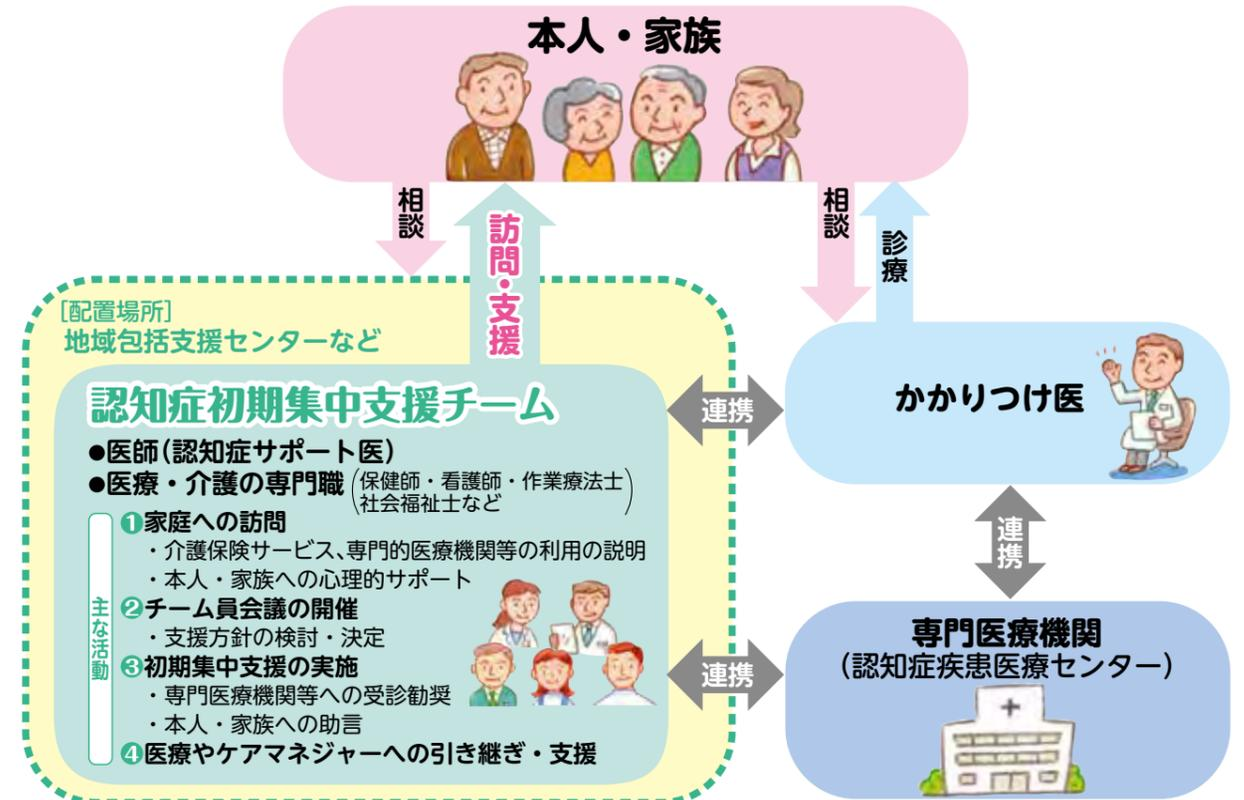 本人・家族
相談
訪問・支援
相談
診療
［配置場所］
地域包括支援センターなど
認知症初期集中支援チーム
●医師（認知症サポート医）
●医療・介護の専門職（保健師・看護師・作業療法士
社会福祉士など）
主な活動
❶家庭への訪問
・介護保険サービス、専門的医療機関等の利用の説明
・本人・家族への心理的サポート
❷チーム員会議の開催
・支援方針の検討・決定
❸初期集中支援の実施
・専門医療機関等への受診勧奨
・本人・家族への助言
❹医療やケアマネジャーへの引き継ぎ・支援
連携
かかりつけ医
連携
連携
専門医療機関
（認知症疾患医療センター）